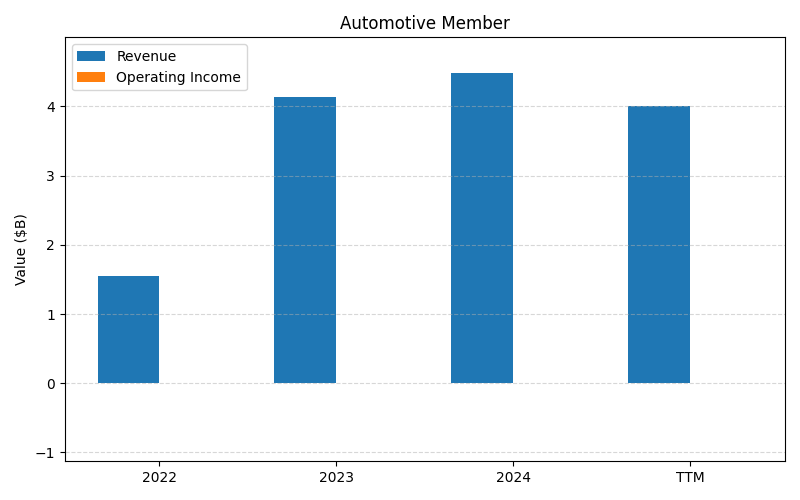 Automotive Member
Revenue
Operating Income
Value ($B)
4
3
2
1
0
−1
2022
2023
2024
TTM